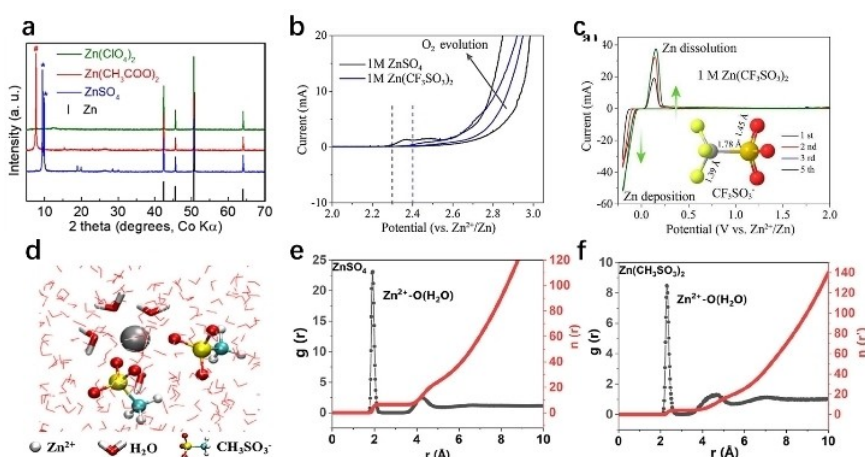 a
Zn(ClO₄)₂
Zn(CH₃COO)₂
ZnSO₄
Zn
#
*
*
Intensity (a. u.)
10 20 30 40 50 60 70
2 theta (degrees, Co Kα)
b
O₂ evolution
1M ZnSO₄
1M Zn(CF₃SO₃)₂
Current (mA)
20
10
0
-10
-20
2.0 2.2 2.4 2.6 2.8 3.0
Potential (vs. Zn²⁺/Zn)
c
Zn dissolution
1 M Zn(CF₃SO₃)₂
1.45 Å
1.78 Å
1.39 Å
CF₃SO₃⁻
1 st
2 nd
3 rd
5 th
Zn deposition
Current (mA)
40
20
0
-20
-40
-60
0.0 0.5 1.0 1.5 2.0
Potential (V vs. Zn²⁺/Zn)
d
Zn²⁺
H₂O
CH₃SO₃⁻
e
ZnSO₄
Zn²⁺-O(H₂O)
g (r)
25
20
15
10
5
0
n (r)
120
100
80
60
40
20
0
0 2 4 6 8 10
r (Å)
f
Zn(CH₃SO₃)₂
Zn²⁺-O(H₂O)
g (r)
10
8
6
4
2
0
n (r)
140
120
100
80
60
40
20
0
0 2 4 6 8 10
r (Å)